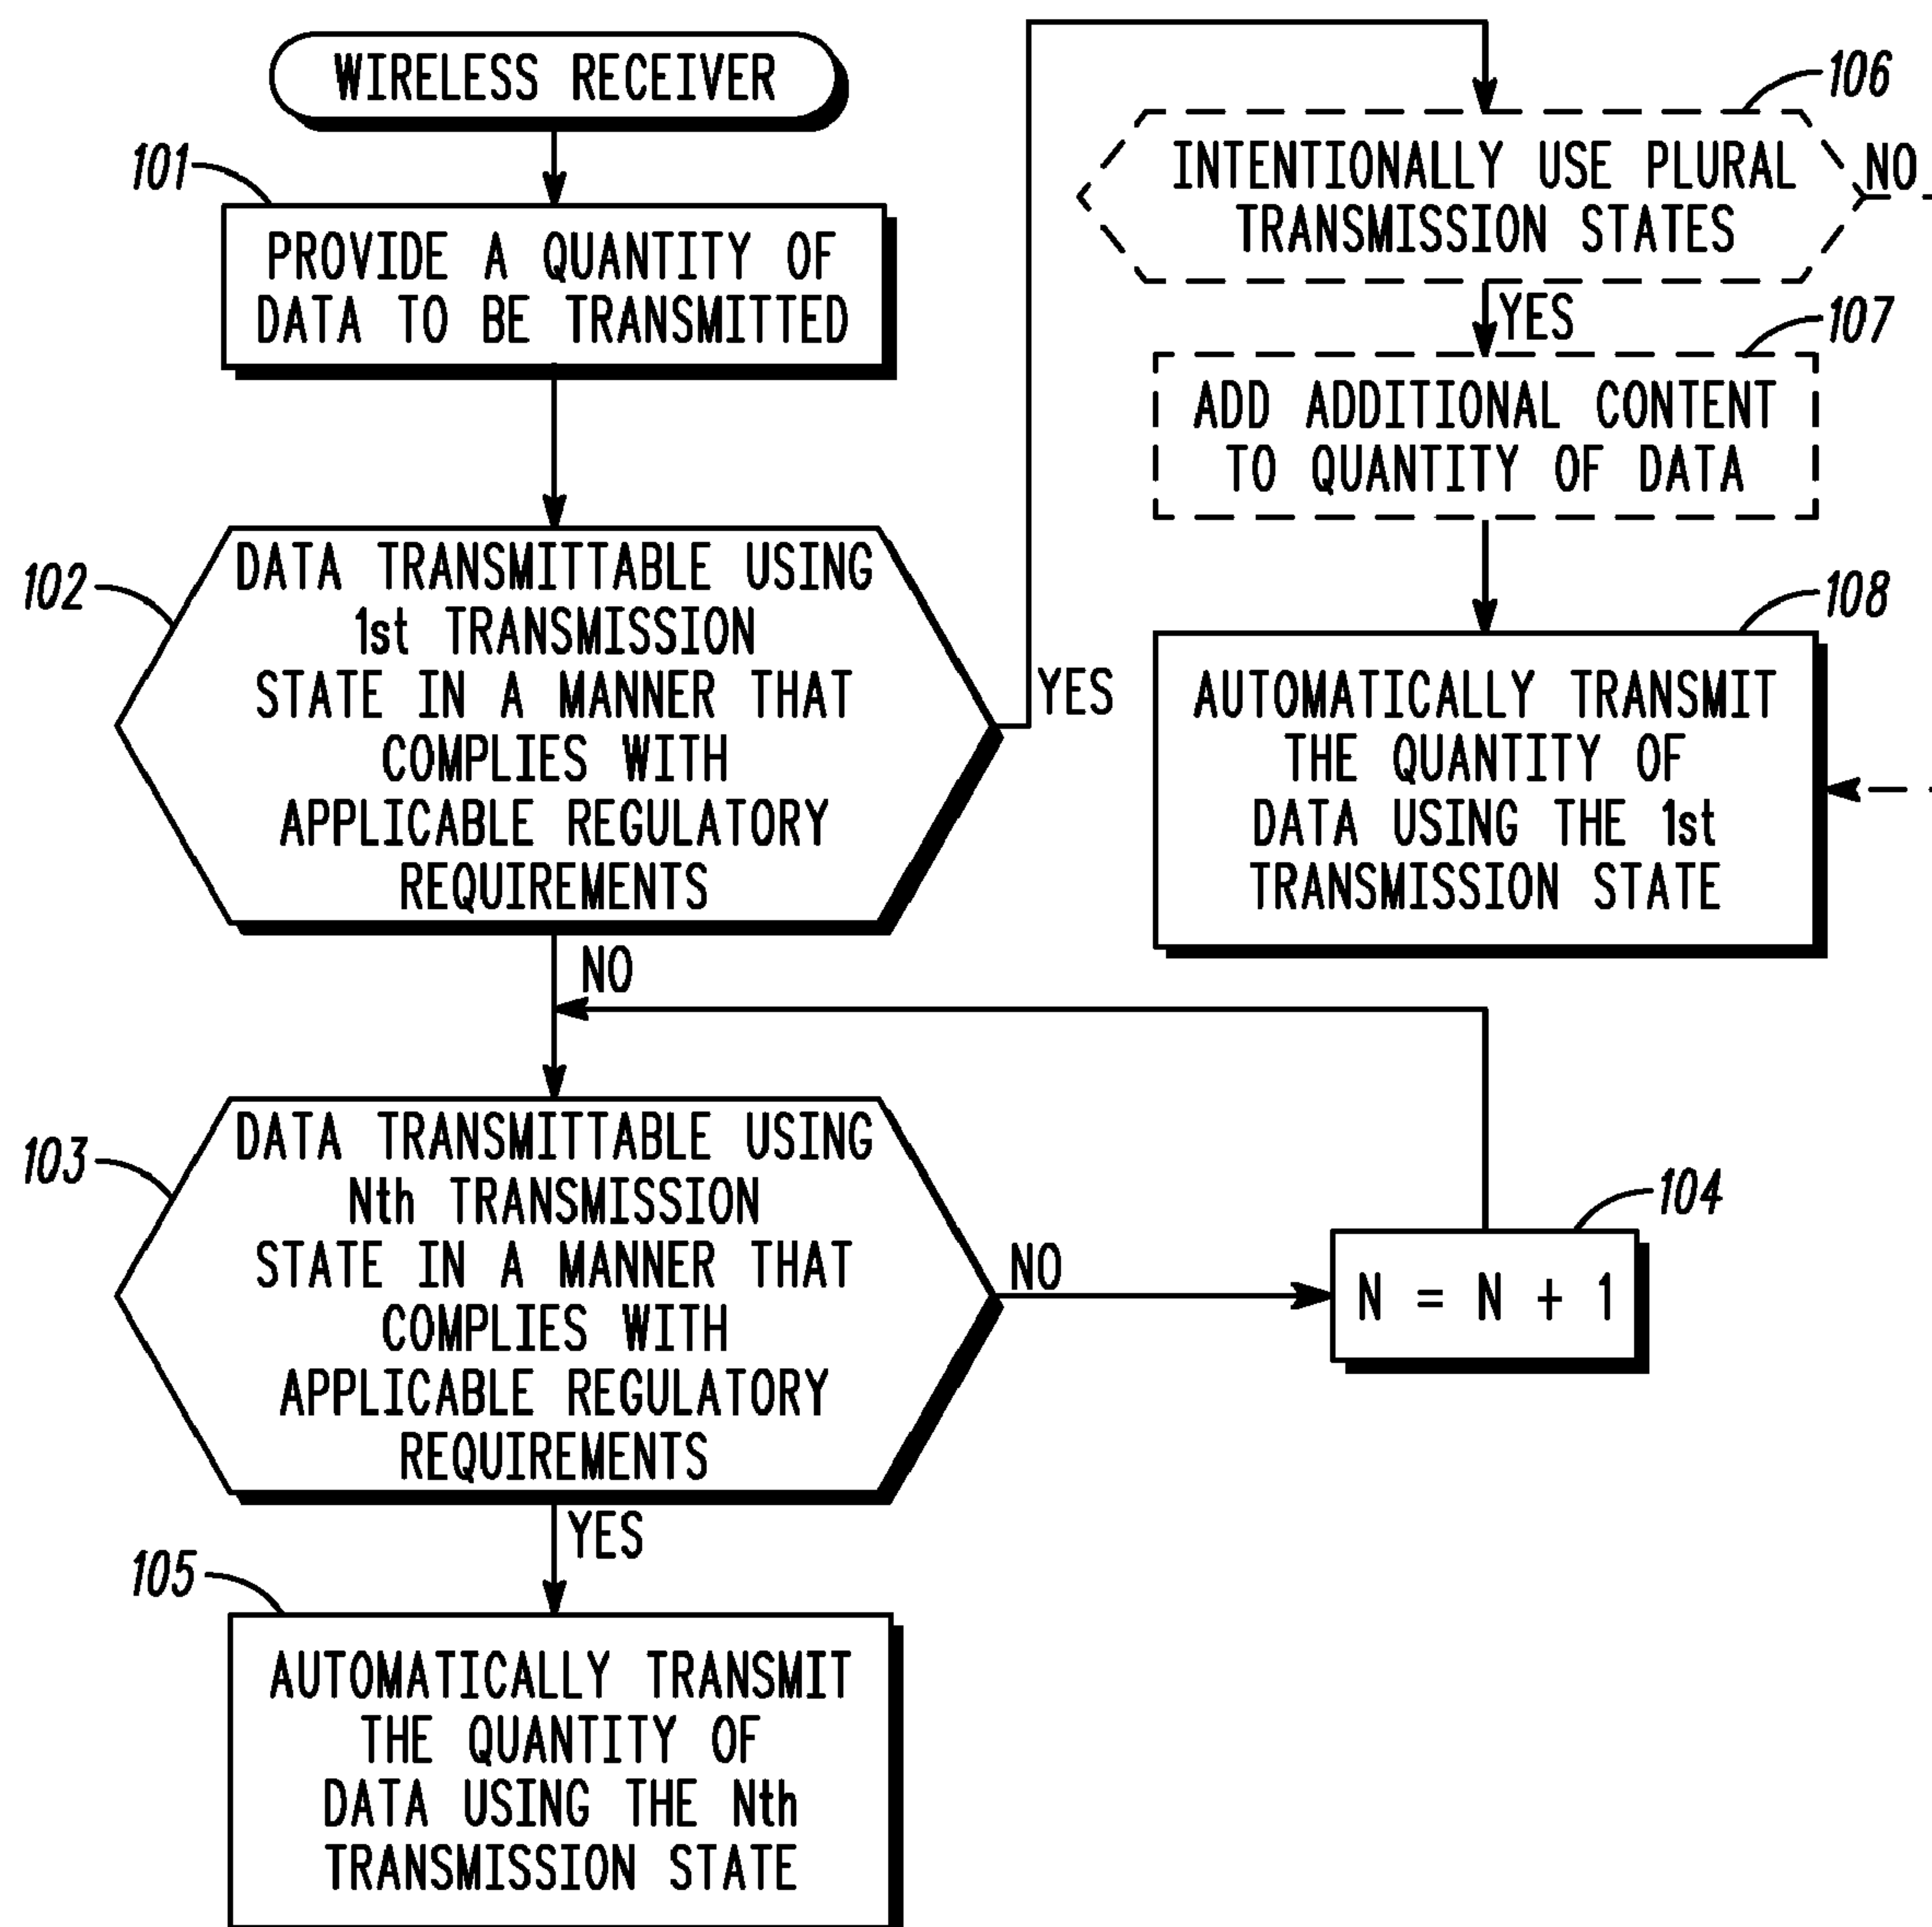 WIRELESS RECEIVER
101
PROVIDE A QUANTITY OF
DATA TO BE TRANSMITTED
102
DATA TRANSMITTABLE USING
1st TRANSMISSION
STATE IN A MANNER THAT
COMPLIES WITH
APPLICABLE REGULATORY
REQUIREMENTS
YES
NO
103
DATA TRANSMITTABLE USING
Nth TRANSMISSION
STATE IN A MANNER THAT
COMPLIES WITH
APPLICABLE REGULATORY
REQUIREMENTS
NO
104
N = N + 1
YES
105
AUTOMATICALLY TRANSMIT
THE QUANTITY OF
DATA USING THE Nth
TRANSMISSION STATE
106
INTENTIONALLY USE PLURAL
TRANSMISSION STATES
NO
YES
107
ADD ADDITIONAL CONTENT
TO QUANTITY OF DATA
108
AUTOMATICALLY TRANSMIT
THE QUANTITY OF
DATA USING THE 1st
TRANSMISSION STATE